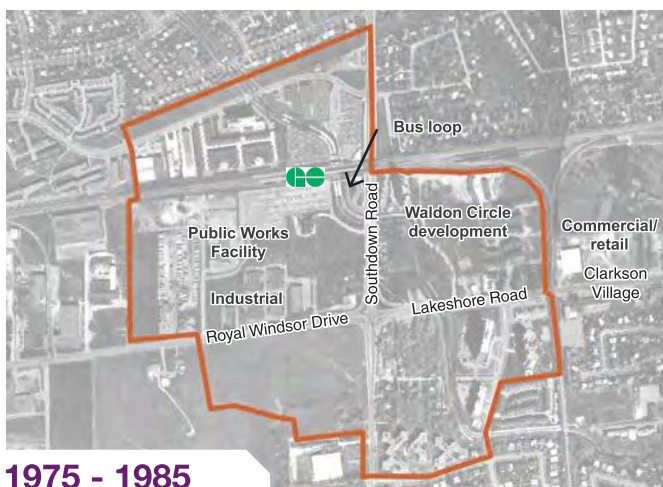 Bus loop
GO
Public Works
Facility
Southdown Road
Waldon Circle
development
Commercial/
retail
Clarkson
Village
Industrial
Royal Windsor Drive
Lakeshore Road
1975 - 1985